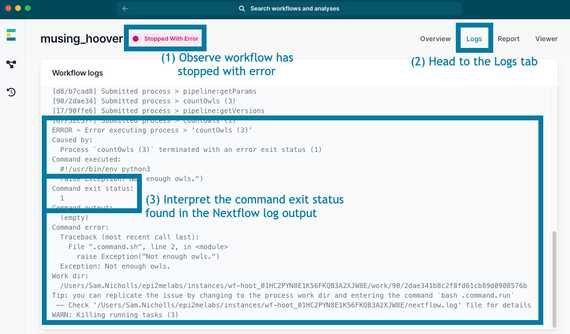 Search workflows and analyses
musing_hoover
Stopped With Error
Overview
Logs
Report
Viewer
(1) Observe workflow has
stopped with error
(2) Head to the Logs tab
Workflow logs
[d8/b7cad8] Submitted process > pipeline:getParams
[90/2dae34] Submitted process > countOwls (3)
[17/90ffe6] Submitted process > pipeline:getVersions
Submitted process > countOwls
ERROR ~ Error executing process > 'countOwls (3)'
Caused by:
Process `countOwls (3)` terminated with an error exit status (1)
Command executed:
#!/usr/bin/env python3
raise Exception("Not enough owls.")
Command exit status:
1
Command output:
(empty)
(3) Interpret the command exit status
found in the Nextflow log output
Command error:
Traceback (most recent call last):
File ".command.sh", line 2, in <module>
raise Exception("Not enough owls.")
Exception: Not enough owls.
Work dir:
/Users/Sam.Nicholls/epi2melabs/instances/wf-hoot_01HC2PYN8E1K56FKQB3A2XJW8E/work/90/2dae341b8c2f8fd61cb89d0908576b
Tip: you can replicate the issue by changing to the process work dir and entering the command `bash .command.run`
-- Check '/Users/Sam.Nicholls/epi2melabs/instances/wf-hoot_01HC2PYN8E1K56FKQB3A2XJW8E/nextflow.log' file for details
WARN: Killing running tasks (3)